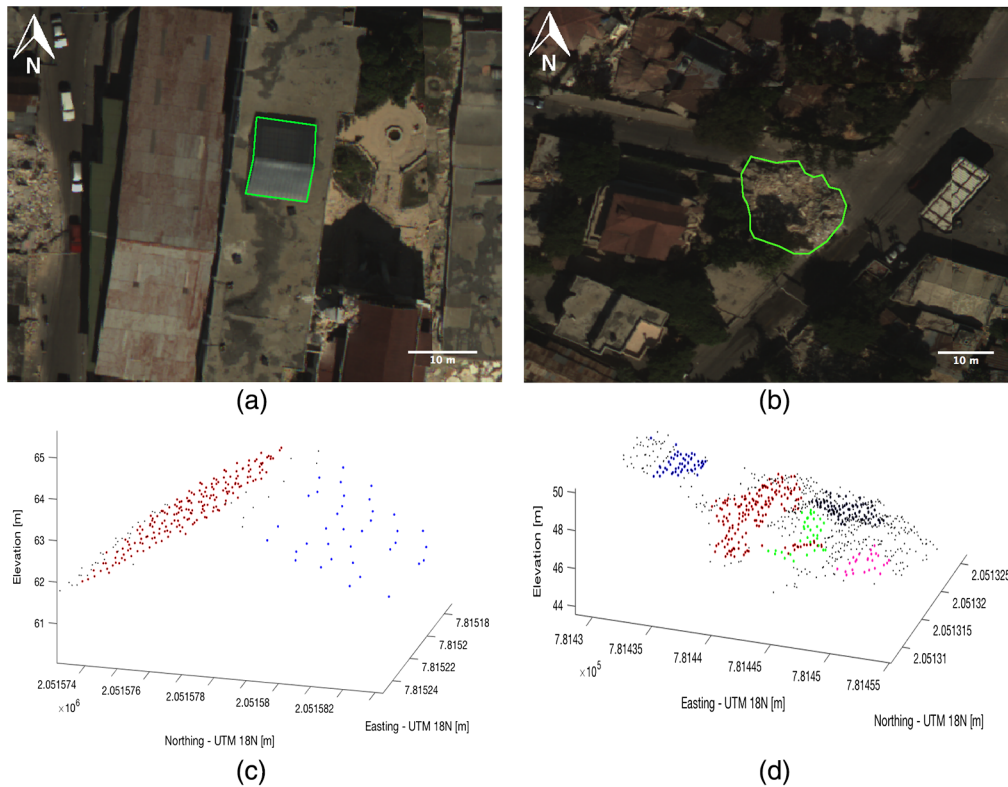 N
10 m
(a)
N
10 m
(b)
65
64
63
62
61
Elevation [m]
2.051574
2.051576
2.051578
2.05158
2.051582
×10⁶
Northing - UTM 18N [m]
7.81518
7.8152
7.81522
7.81524
Easting - UTM 18N [m]
(c)
50
48
46
44
Elevation [m]
7.8143
7.81435
7.8144
7.81445
7.8145
7.81455
×10⁵
Easting - UTM 18N [m]
2.051325
2.05132
2.051315
2.05131
Northing - UTM 18N [m]
(d)